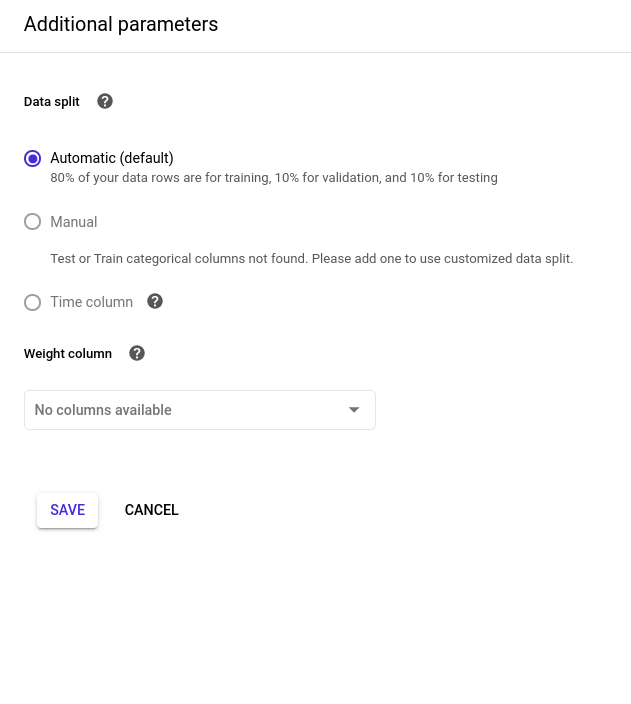 Additional parameters
Data split
Automatic (default)
80% of your data rows are for training, 10% for validation, and 10% for testing
Manual
Test or Train categorical columns not found. Please add one to use customized data split.
Time column
Weight column
No columns available
SAVE CANCEL